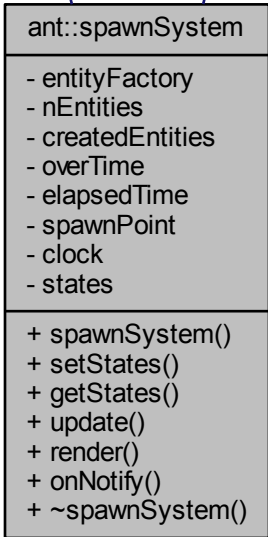 ant::spawnSystem
- entityFactory
- nEntities
- createdEntities
- overTime
- elapsedTime
- spawnPoint
- clock
- states
+ spawnSystem()
+ setStates()
+ getStates()
+ update()
+ render()
+ onNotify()
+ ~spawnSystem()